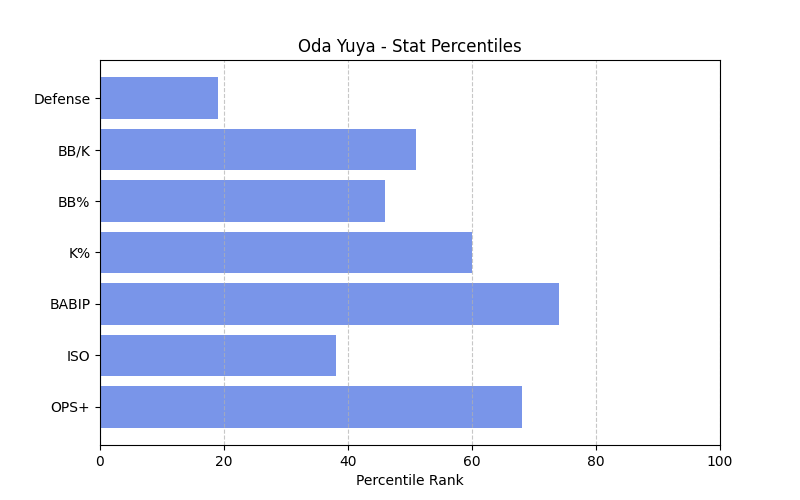 Oda Yuya - Stat Percentiles
Defense
BB/K
BB%
K%
BABIP
ISO
OPS+
0 20 40 60 80 100
Percentile Rank